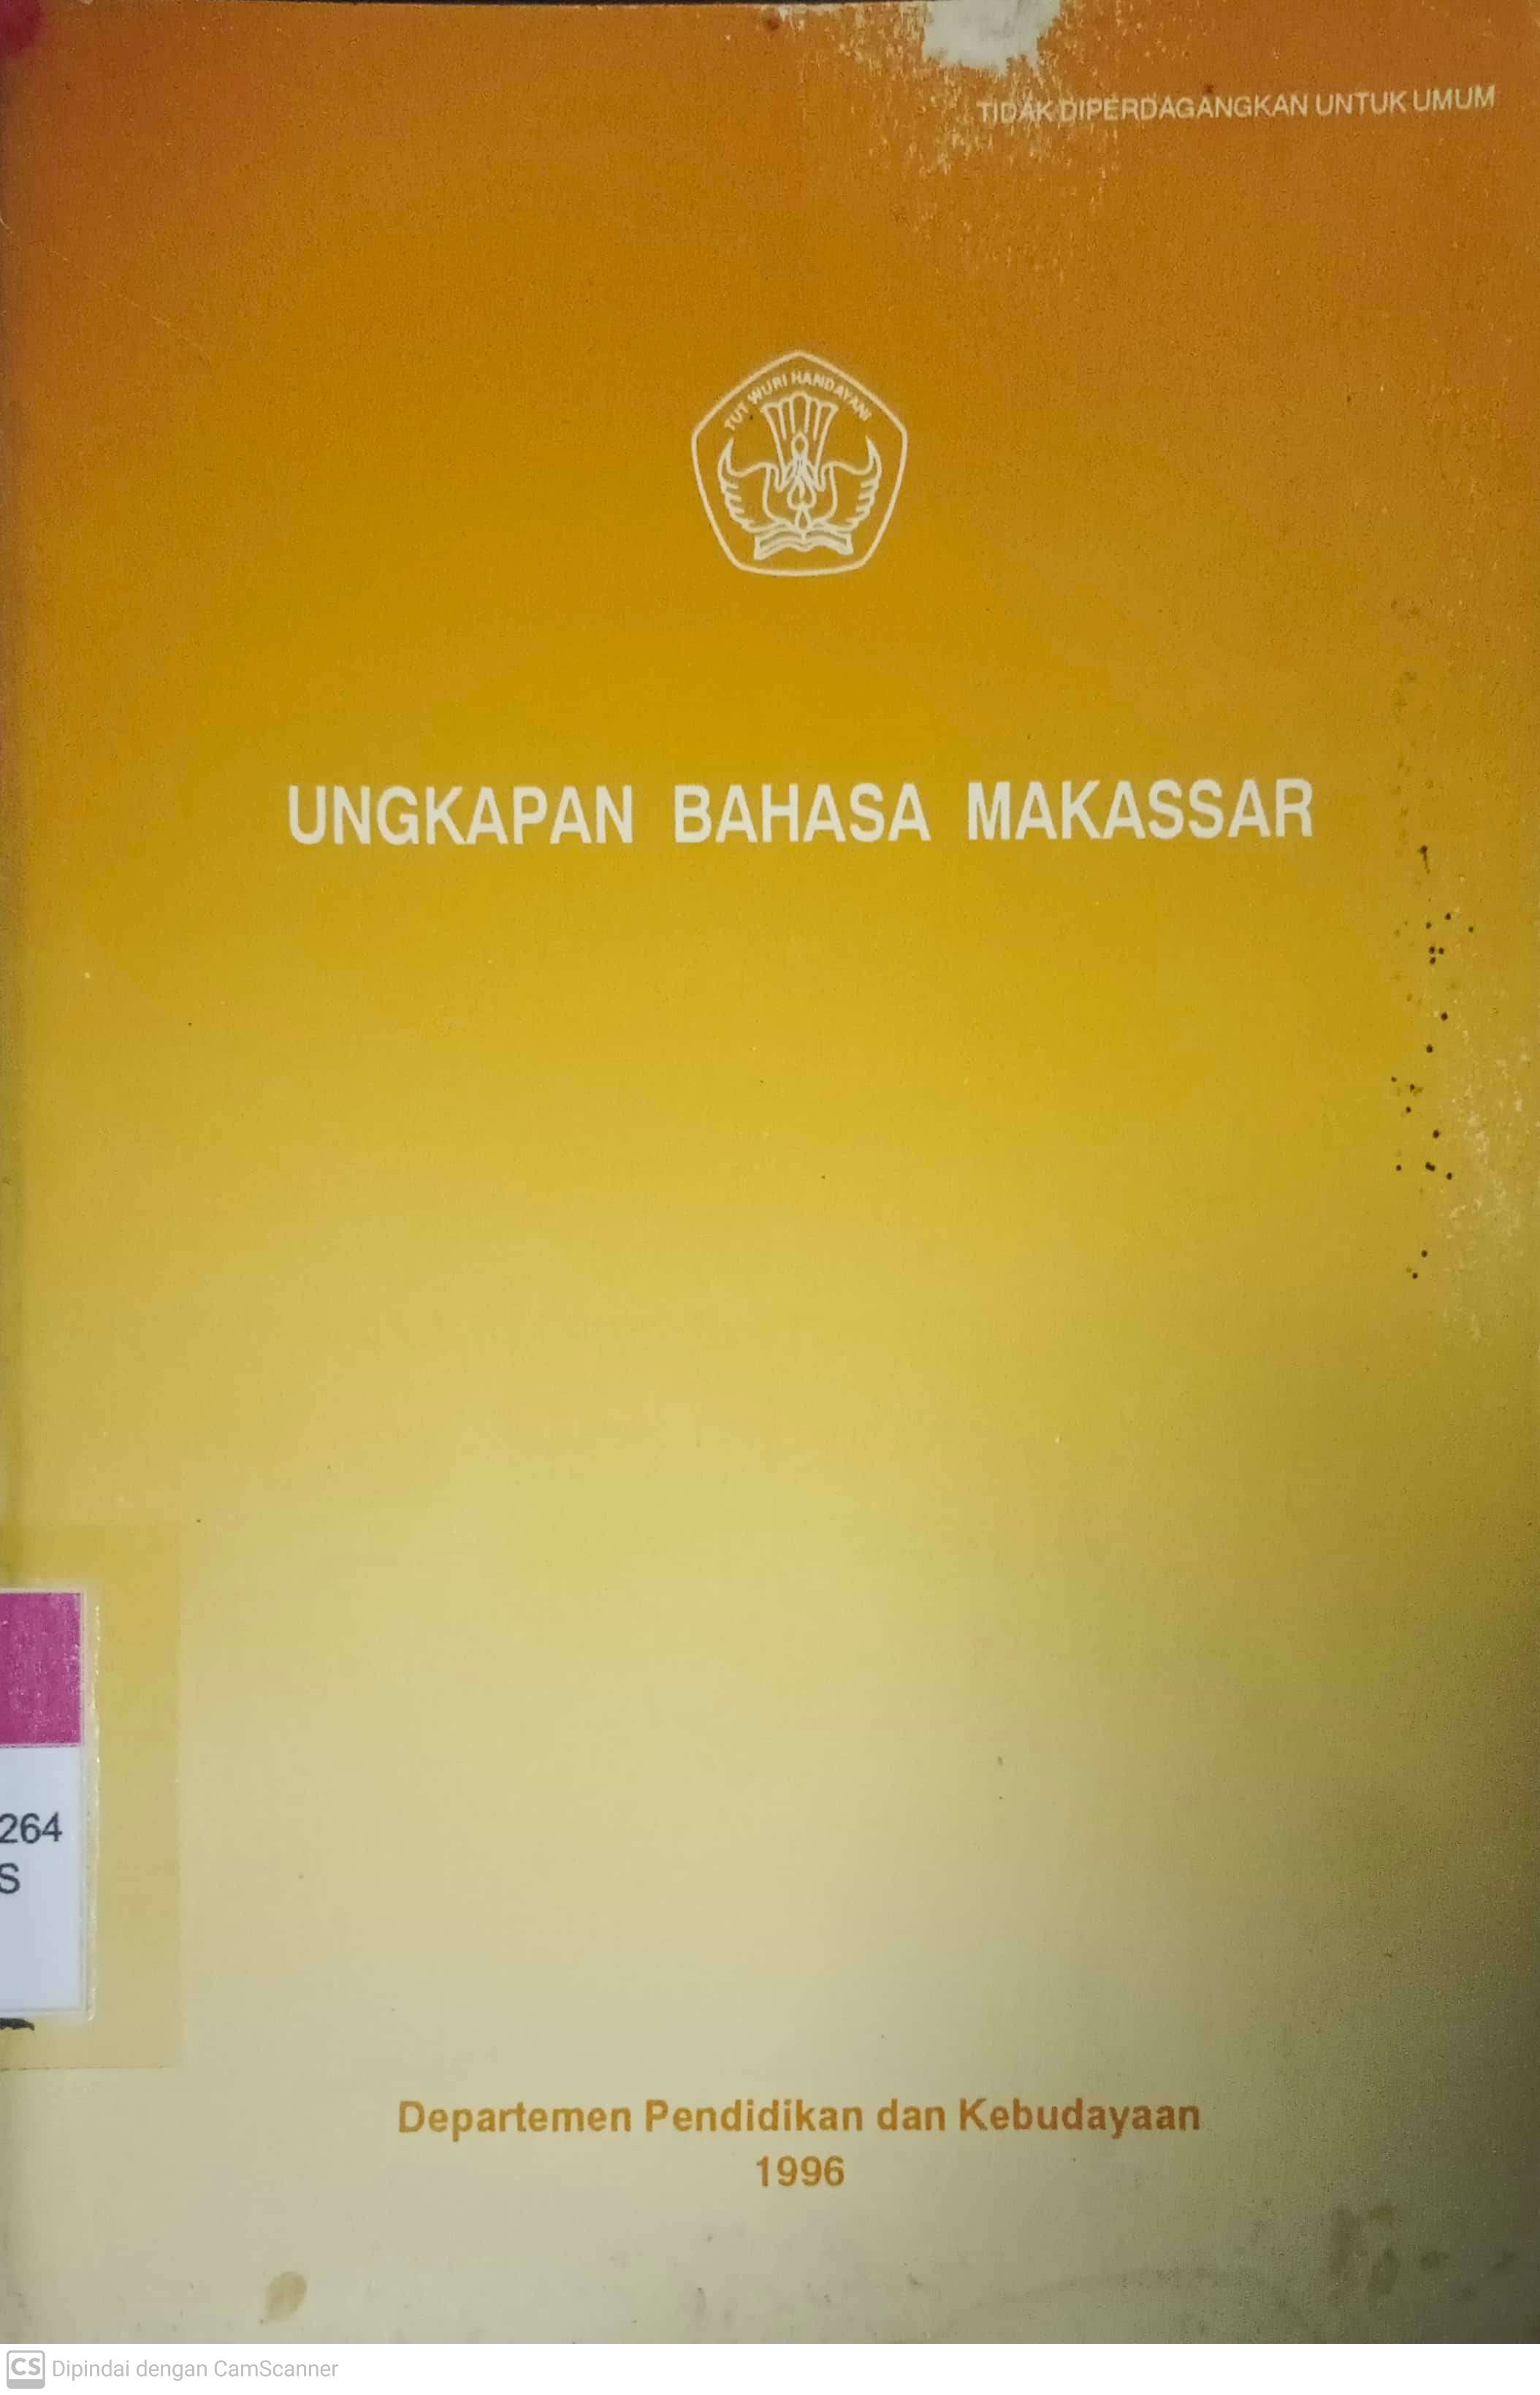 TIDAK DIPERDAGANGKAN UNTUK UMUM
TUT WURI HANDAYANI
UNGKAPAN BAHASA MAKASSAR
264
S
Departemen Pendidikan dan Kebudayaan
1996
CS Dipindai dengan CamScanner